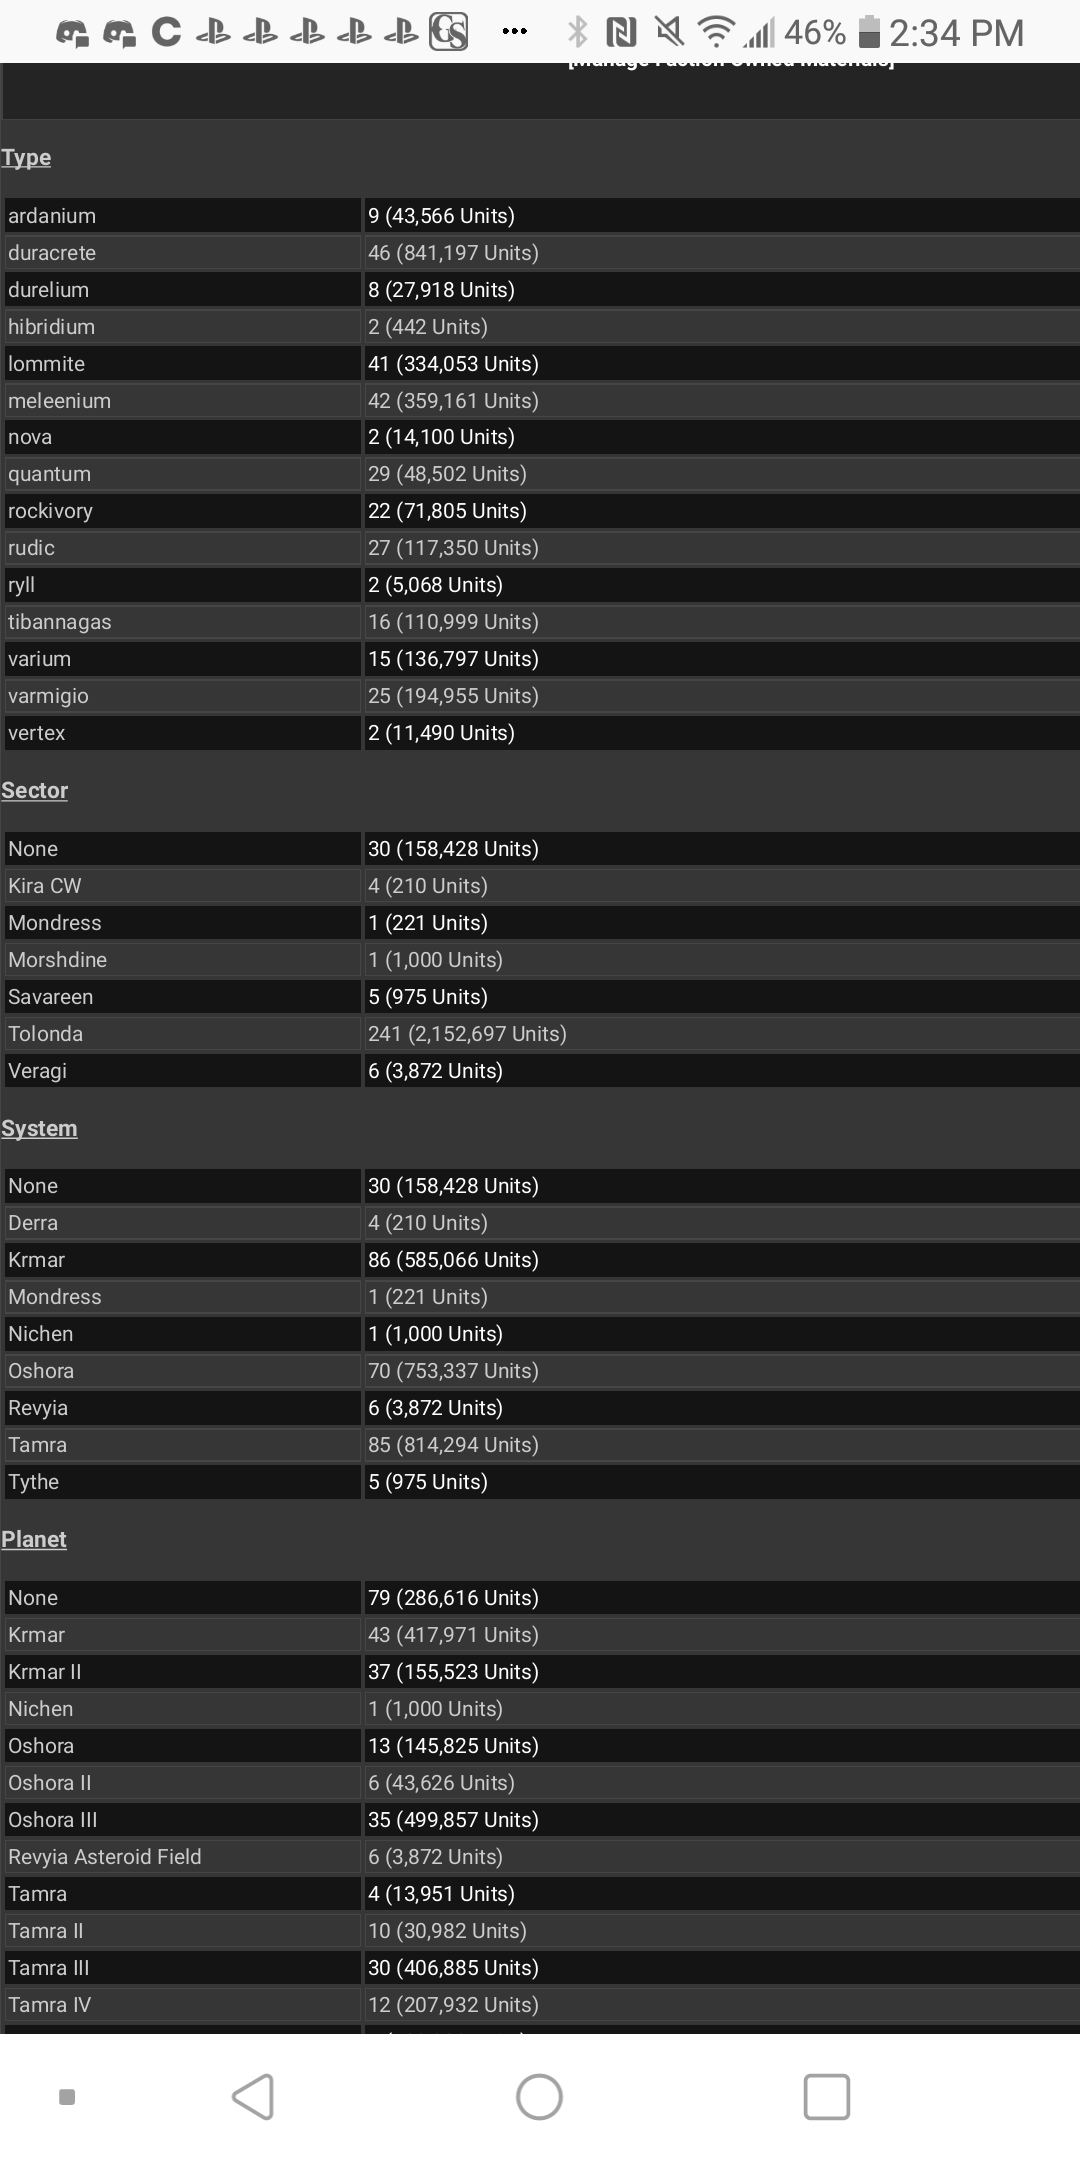 46% 2:34 PM
[Manage Faction Owned Materials]
Type
ardanium 9 (43,566 Units)
duracrete 46 (841,197 Units)
durelium 8 (27,918 Units)
hibridium 2 (442 Units)
lommite 41 (334,053 Units)
meleenium 42 (359,161 Units)
nova 2 (14,100 Units)
quantum 29 (48,502 Units)
rockivory 22 (71,805 Units)
rudic 27 (117,350 Units)
ryll 2 (5,068 Units)
tibannagas 16 (110,999 Units)
varium 15 (136,797 Units)
varmigio 25 (194,955 Units)
vertex 2 (11,490 Units)
Sector
None 30 (158,428 Units)
Kira CW 4 (210 Units)
Mondress 1 (221 Units)
Morshdine 1 (1,000 Units)
Savareen 5 (975 Units)
Tolonda 241 (2,152,697 Units)
Veragi 6 (3,872 Units)
System
None 30 (158,428 Units)
Derra 4 (210 Units)
Krmar 86 (585,066 Units)
Mondress 1 (221 Units)
Nichen 1 (1,000 Units)
Oshora 70 (753,337 Units)
Revyia 6 (3,872 Units)
Tamra 85 (814,294 Units)
Tythe 5 (975 Units)
Planet
None 79 (286,616 Units)
Krmar 43 (417,971 Units)
Krmar II 37 (155,523 Units)
Nichen 1 (1,000 Units)
Oshora 13 (145,825 Units)
Oshora II 6 (43,626 Units)
Oshora III 35 (499,857 Units)
Revyia Asteroid Field 6 (3,872 Units)
Tamra 4 (13,951 Units)
Tamra II 10 (30,982 Units)
Tamra III 30 (406,885 Units)
Tamra IV 12 (207,932 Units)